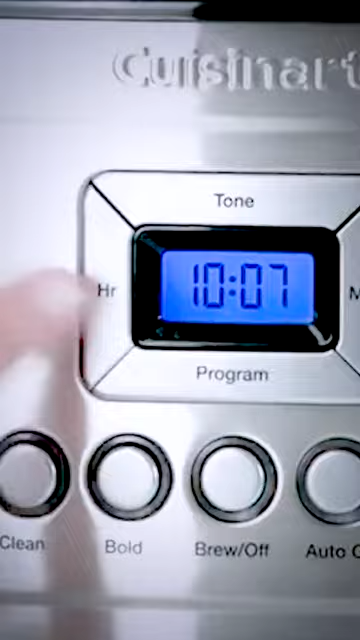 Cuisinart
Tone
Hr 10:07 M
Program
Clean Bold Brew/Off Auto